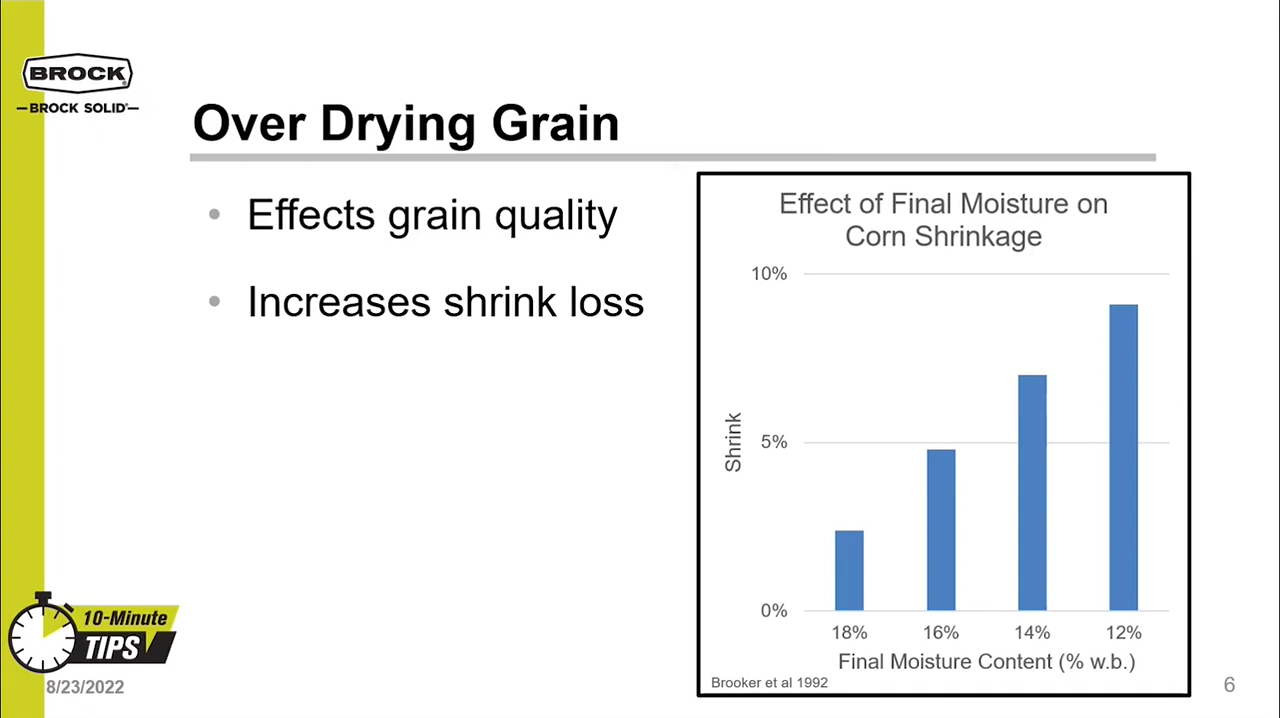 BROCK
BROCK SOLID
Over Drying Grain
• Effects grain quality
• Increases shrink loss
Effect of Final Moisture on
Corn Shrinkage
10%
5%
0%
Shrink
18% 16% 14% 12%
Final Moisture Content (% w.b.)
Brooker et al 1992
10-Minute
TIPS
8/23/2022
6